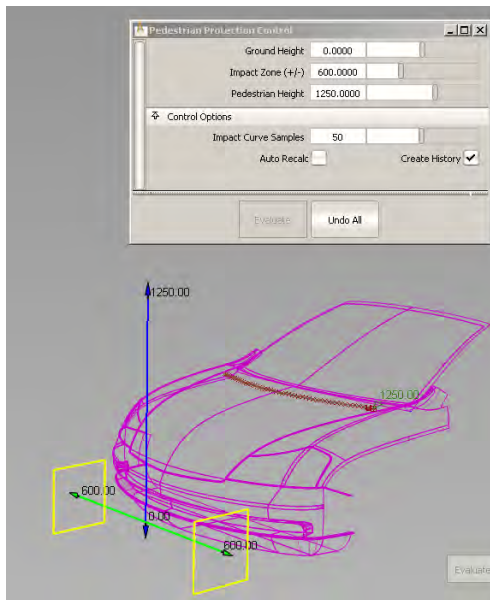 Pedestrian Protection Control
Ground Height 0.0000
Impact Zone (+/-) 600.0000
Pedestrian Height 1250.0000
Control Options
Impact Curve Samples 50
Auto Recalc Create History
Evaluate Undo All
1250.00
1250.00
600.00
0.00
600.00
Evaluate